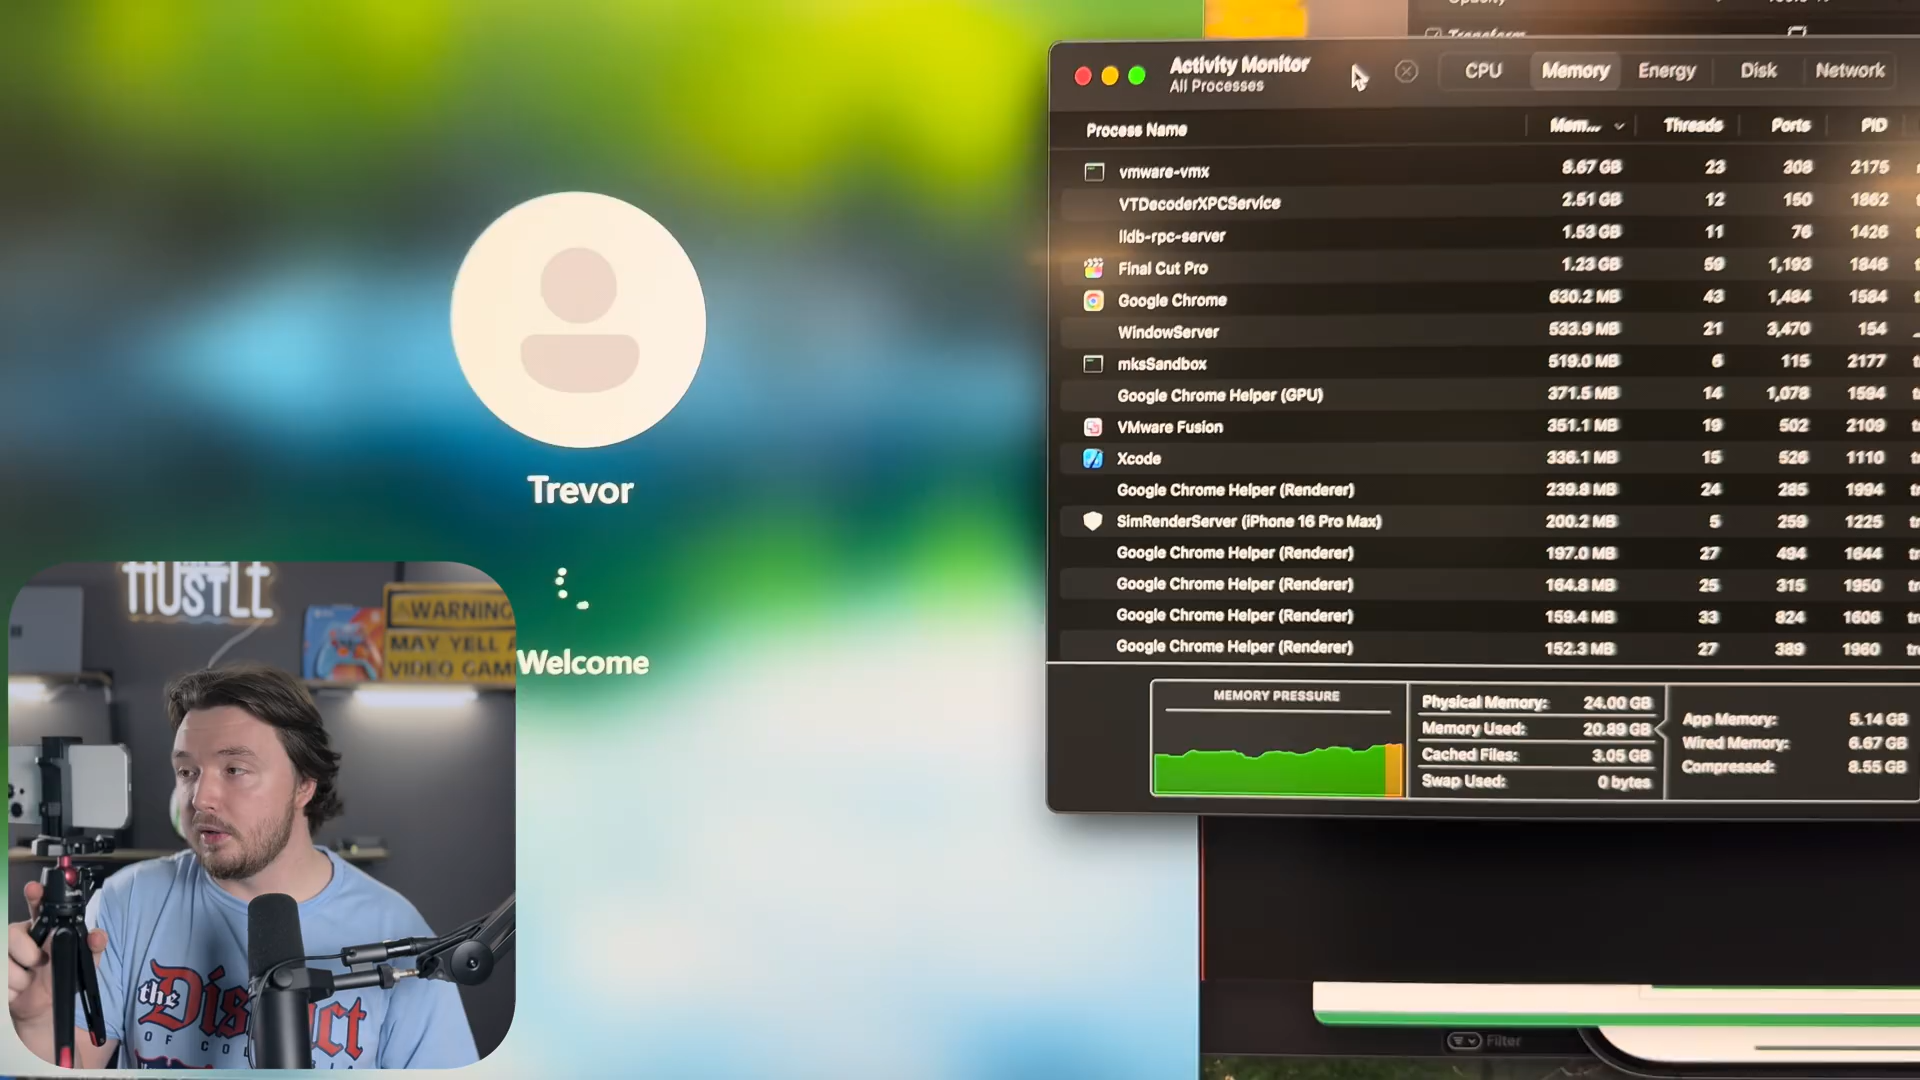 Transform
Activity Monitor
All Processes
CPU Memory Energy Disk Network
Process Name Mem... Threads Ports PID
vmware-vmx 8.67 GB 23 308 2175
VTDecoderXPCService 2.51 GB 12 150 1862
lldb-rpc-server 1.53 GB 11 76 1426
Final Cut Pro 1.23 GB 59 1,193 1846
Google Chrome 630.2 MB 43 1,484 1584
WindowServer 533.9 MB 21 3,470 154
mksSandbox 519.0 MB 6 115 2177
Google Chrome Helper (GPU) 371.5 MB 14 1,078 1594
VMware Fusion 351.1 MB 19 502 2109
Xcode 336.1 MB 15 526 1110
Google Chrome Helper (Renderer) 239.8 MB 24 285 1994
SimRenderServer (iPhone 16 Pro Max) 200.2 MB 5 259 1225
Google Chrome Helper (Renderer) 197.0 MB 27 494 1644
Google Chrome Helper (Renderer) 164.8 MB 25 315 1950
Google Chrome Helper (Renderer) 159.4 MB 33 824 1606
Google Chrome Helper (Renderer) 152.3 MB 27 389 1960
MEMORY PRESSURE
Physical Memory: 24.00 GB
Memory Used: 20.89 GB
Cached Files: 3.05 GB
Swap Used: 0 bytes
App Memory: 5.14 GB
Wired Memory: 6.67 GB
Compressed: 8.55 GB
Filter
Trevor
Welcome
HUSTLE
WARNING
MAY YELL A
VIDEO GAM
the District
OF COL